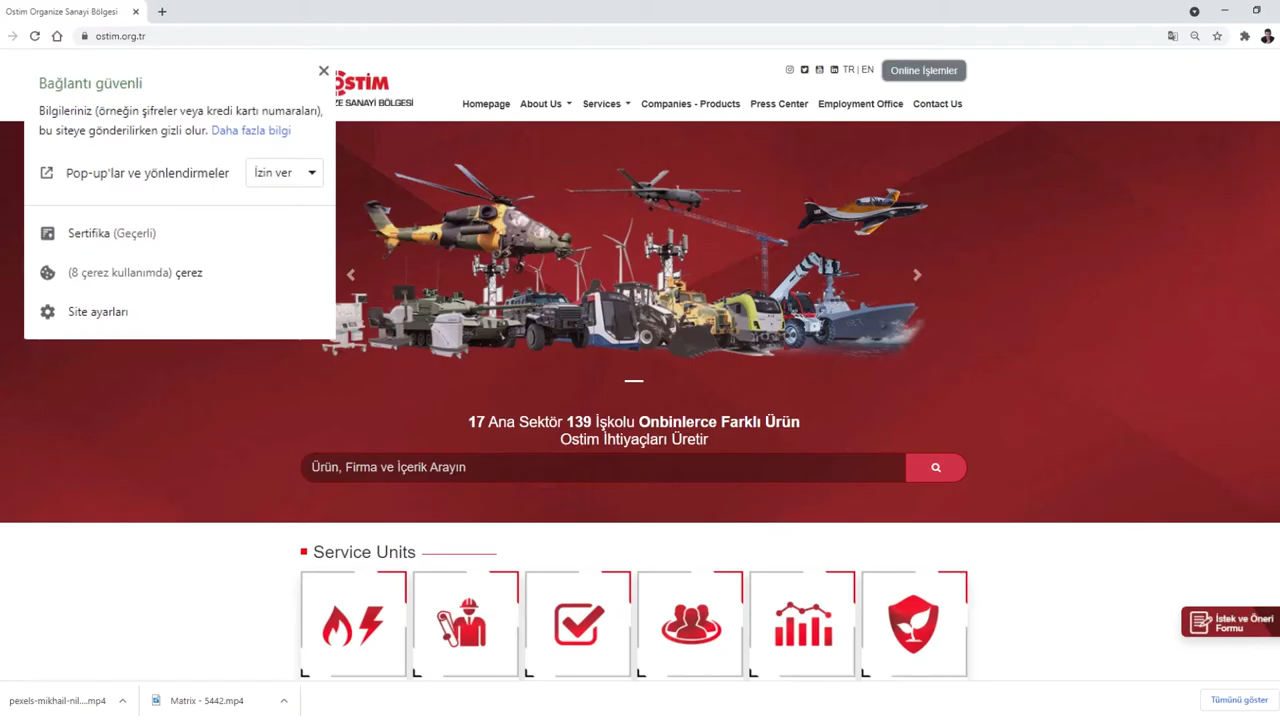 Ostim Organize Sanayi Bölgesi
ostim.org.tr
Bağlantı güvenli
Bilgileriniz (örneğin şifreler veya kredi kartı numaraları),
bu siteye gönderilirken gizli olur. Daha fazla bilgi
Pop-up'lar ve yönlendirmeler
İzin ver
Sertifika (Geçerli)
(8 çerez kullanımda) çerez
Site ayarları
OSTİM
ZE SANAYİ BÖLGESİ
TR | EN
Online İşlemler
Homepage About Us Services Companies - Products Press Center Employment Office Contact Us
17 Ana Sektör 139 İşkolu Onbinlerce Farklı Ürün
Ostim İhtiyaçları Üretir
Ürün, Firma ve İçerik Arayın
Service Units
İstek ve Öneri
Formu
pexels-mikhail-nil....mp4
Matrix - 5442.mp4
Tümünü göster